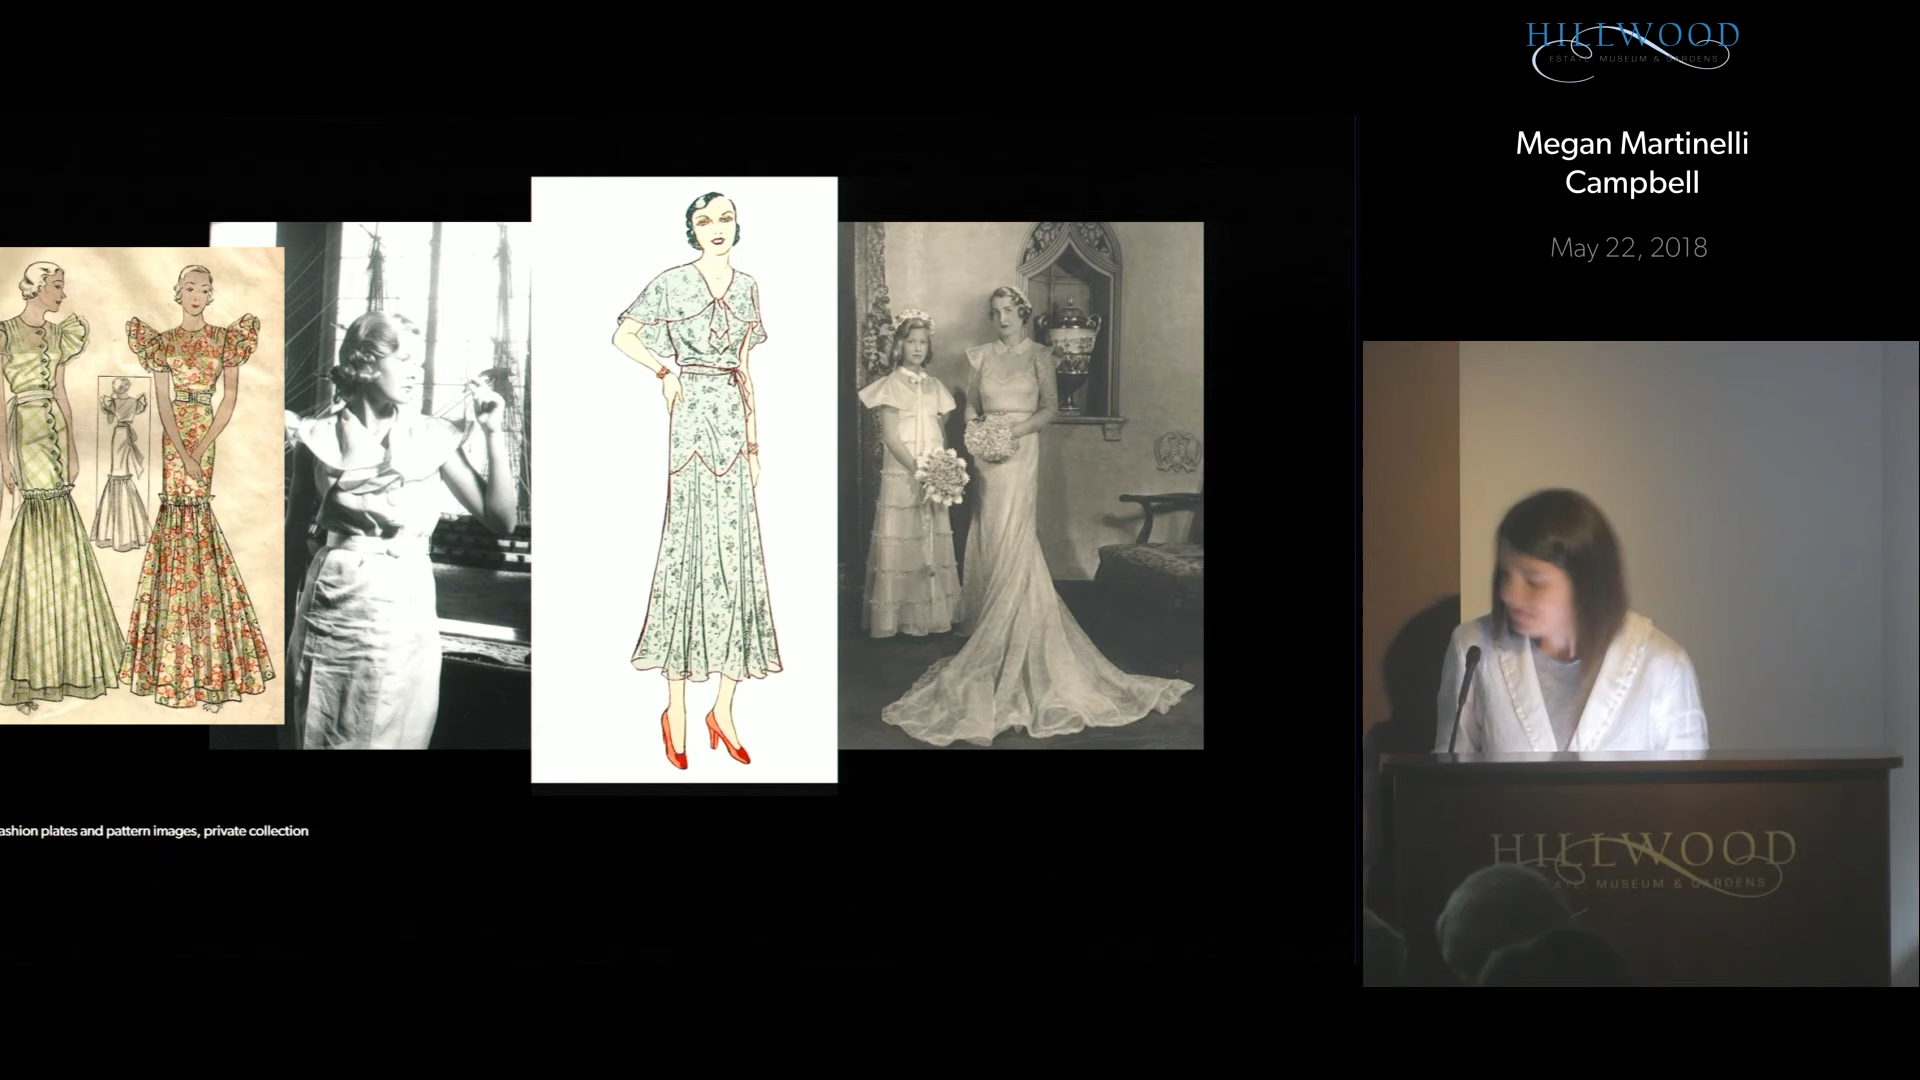 HILLWOOD
ESTATE, MUSEUM & GARDENS
Megan Martinelli
Campbell
May 22, 2018
ashion plates and pattern images, private collection
HILLWOOD
MUSEUM & GARDENS